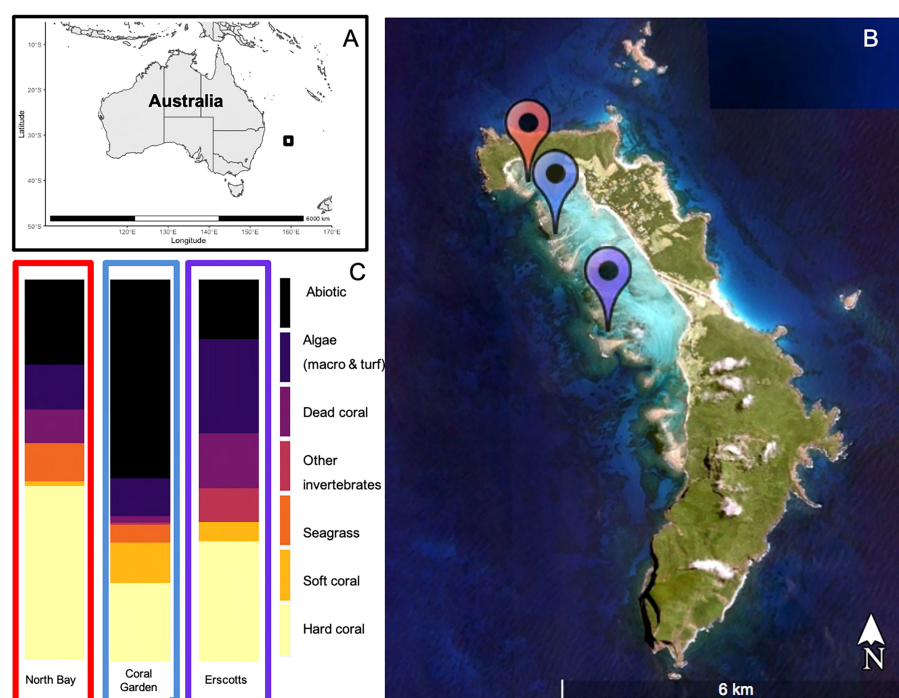 A
10°S
20°S
30°S
40°S
50°S
Latitude
Australia
6000 km
120°E
130°E
140°E
150°E
160°E
170°E
Longitude
B
C
Abiotic
Algae
(macro & turf)
Dead coral
Other
invertebrates
Seagrass
Soft coral
Hard coral
North Bay
Coral
Garden
Erscotts
N
6 km